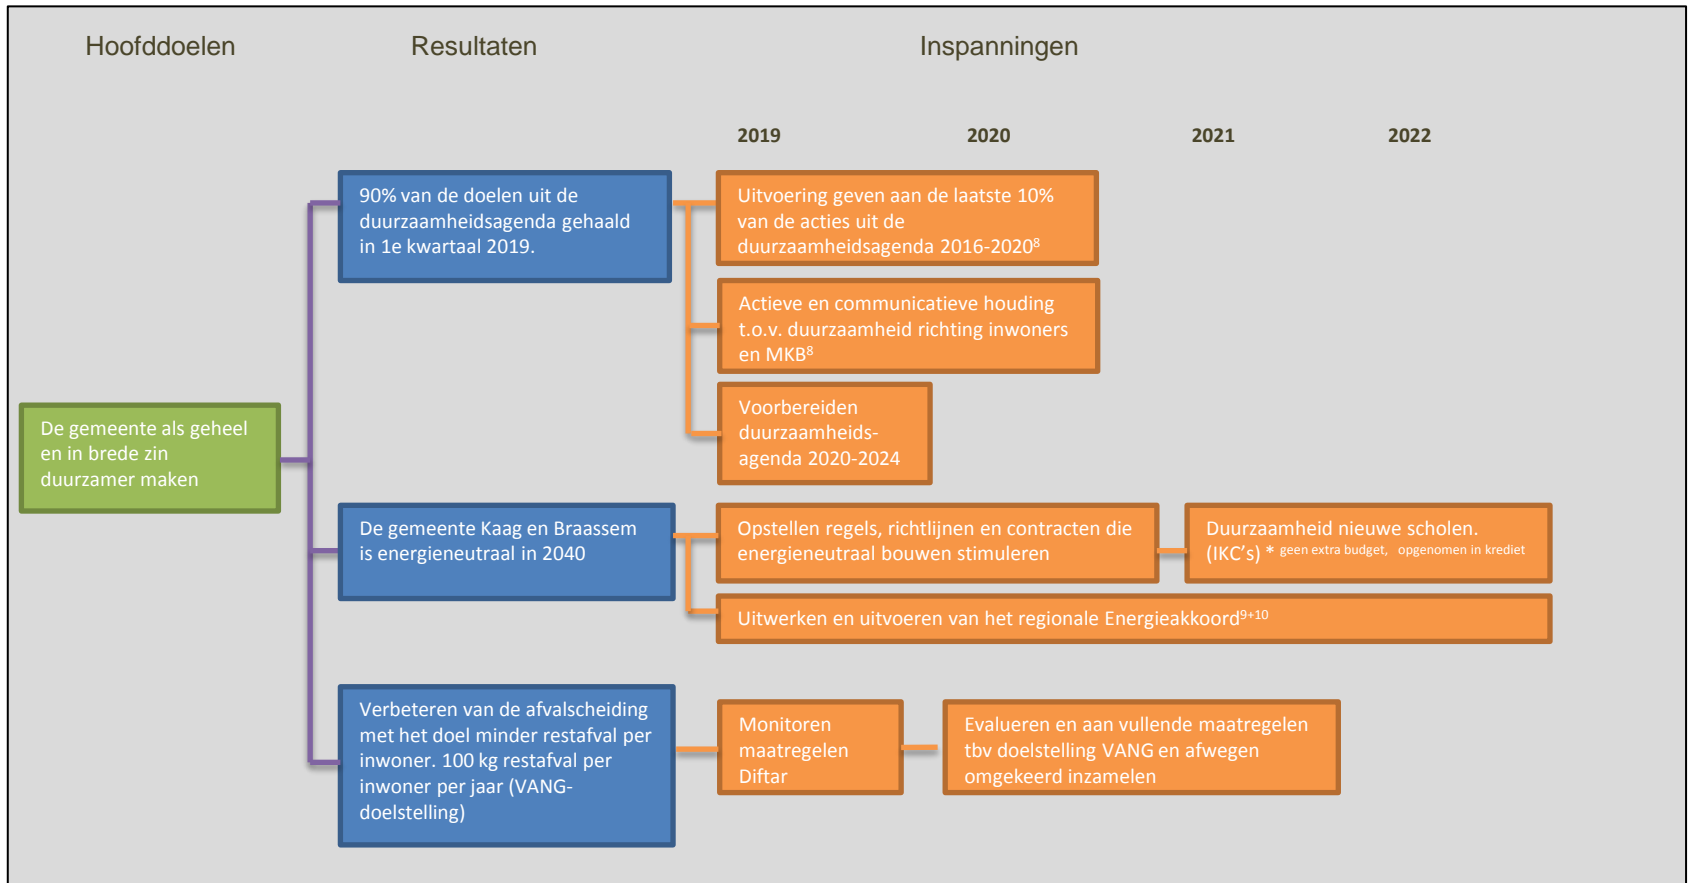 Hoofddoelen
Resultaten
Inspanningen
2019
2020
2021
2022
De gemeente als geheel
en in brede zin
duurzamer maken
90% van de doelen uit de
duurzaamheidsagenda gehaald
in 1e kwartaal 2019.
Uitvoering geven aan de laatste 10%
van de acties uit de
duurzaamheidsagenda 2016-2020⁸
Actieve en communicatieve houding
t.o.v. duurzaamheid richting inwoners
en MKB⁸
Voorbereiden
duurzaamheids-
agenda 2020-2024
De gemeente Kaag en Braassem
is energieneutraal in 2040
Opstellen regels, richtlijnen en contracten die
energieneutraal bouwen stimuleren
Duurzaamheid nieuwe scholen.
(IKC's) * geen extra budget, opgenomen in krediet
Uitwerken en uitvoeren van het regionale Energieakkoord⁹⁺¹⁰
Verbeteren van de afvalscheiding
met het doel minder restafval per
inwoner. 100 kg restafval per
inwoner per jaar (VANG-
doelstelling)
Monitoren
maatregelen
Diftar
Evalueren en aan vullende maatregelen
tbv doelstelling VANG en afwegen
omgekeerd inzamelen